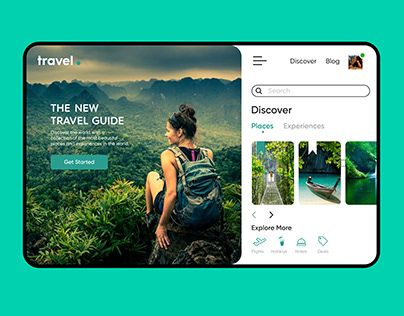 travel.
THE NEW
TRAVEL GUIDE
Discover the world with a
collection of the most beautiful
places and experiences in the world.
Get Started
Discover
Blog
Search
Discover
Places
Experiences
Explore More
Flights
Holidays
Hotels
Deals